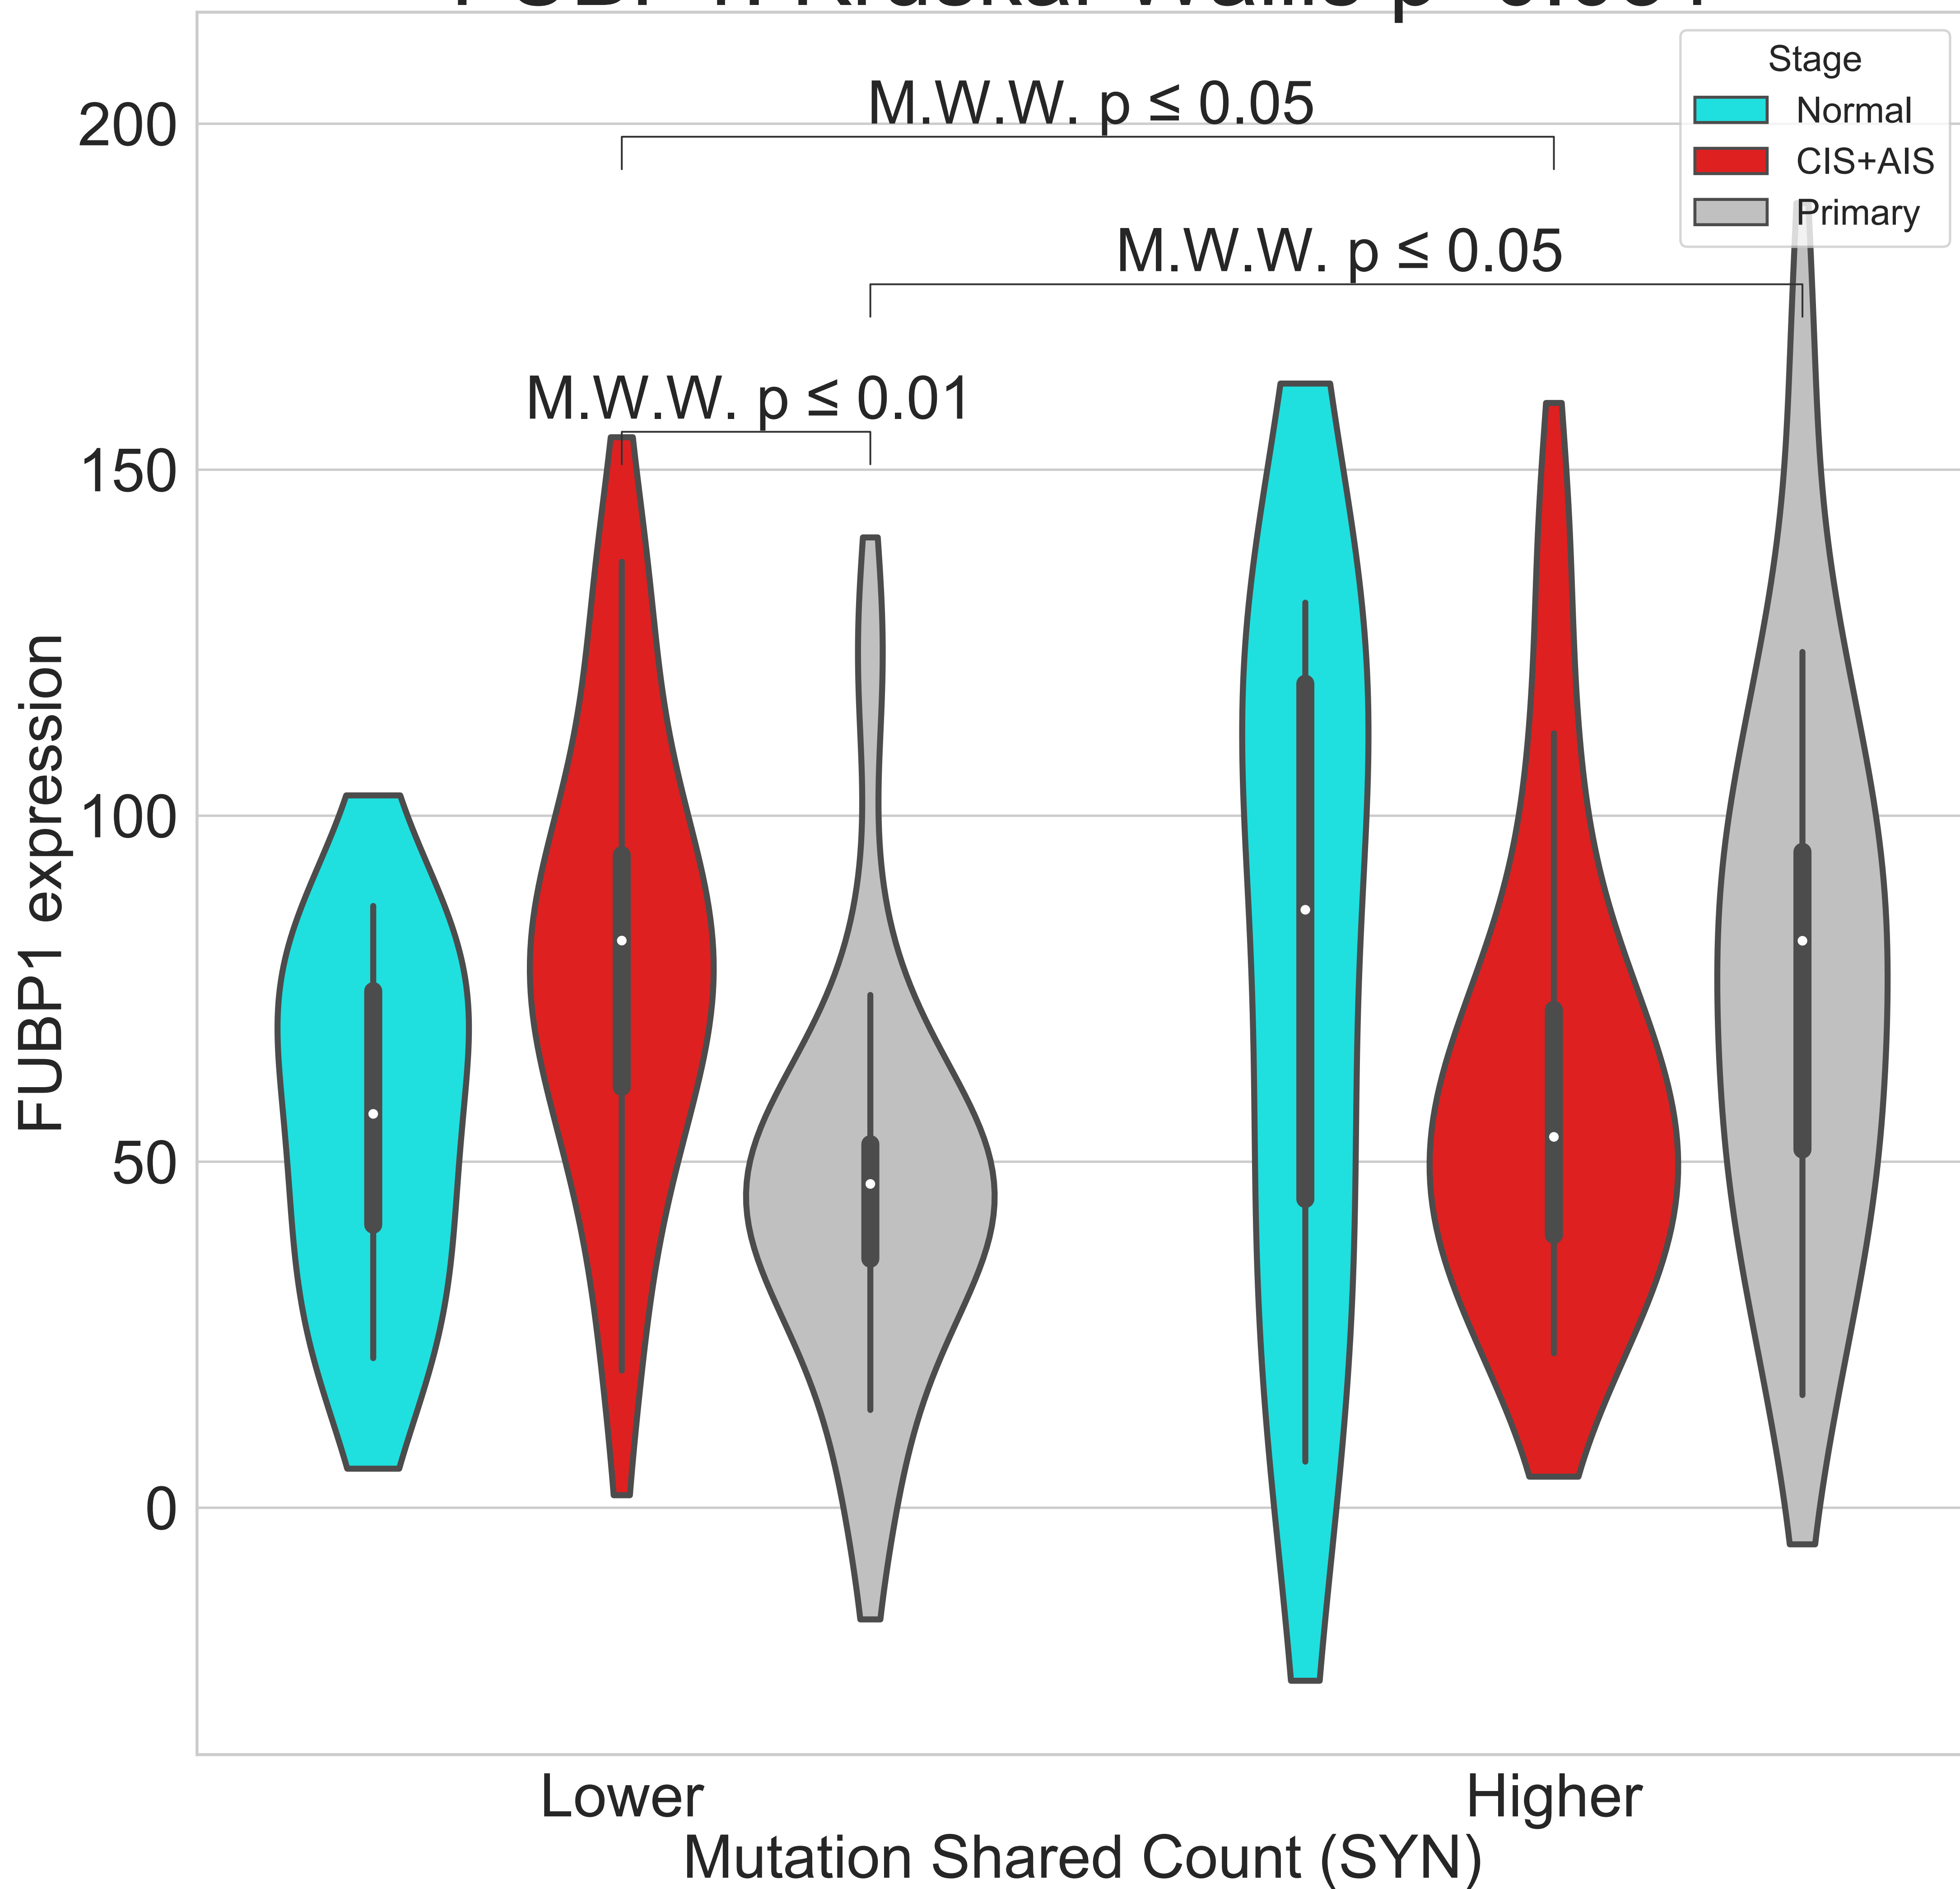 Stage
Normal
CIS+AIS
Primary
M.W.W. p ≤ 0.05
M.W.W. p ≤ 0.05
M.W.W. p ≤ 0.01
200
150
100
50
0
FUBP1 expression
Lower
Higher
Mutation Shared Count (SYN)